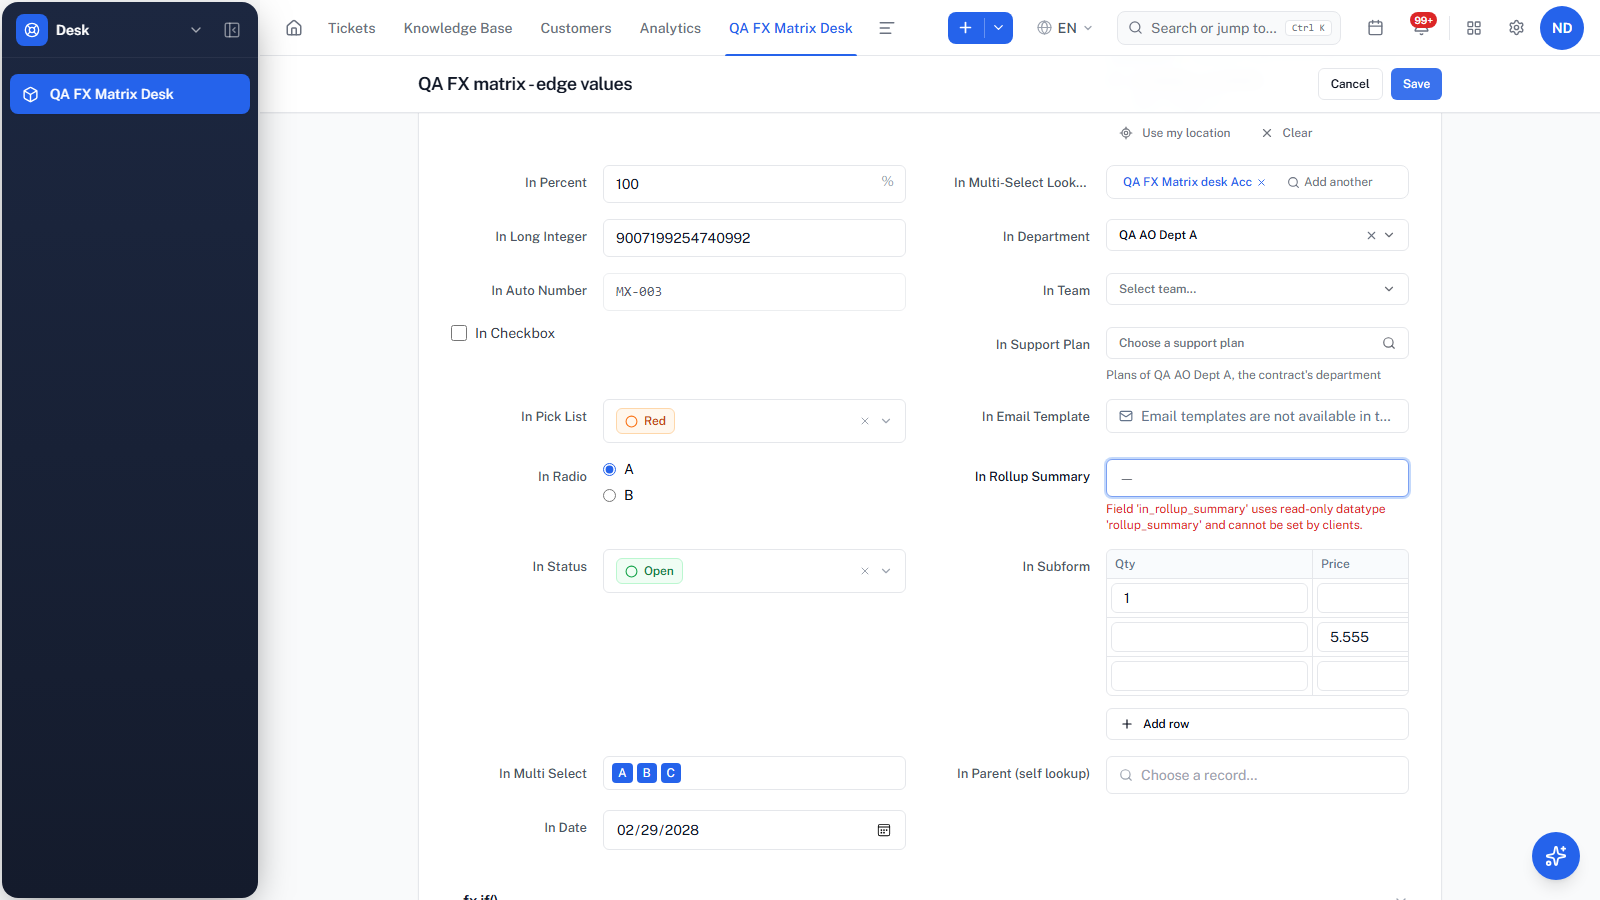 Desk
QA FX Matrix Desk
Tickets
Knowledge Base
Customers
Analytics
QA FX Matrix Desk
EN
Search or jump to...
Ctrl K
99+
ND
QA FX matrix - edge values
Cancel
Save
Use my location
Clear
In Percent
100
%
In Multi-Select Look...
QA FX Matrix desk Acc
Add another
In Long Integer
9007199254740992
In Department
QA AO Dept A
In Auto Number
MX-003
In Team
Select team...
In Checkbox
In Support Plan
Choose a support plan
Plans of QA AO Dept A, the contract's department
In Pick List
Red
In Email Template
Email templates are not available in t...
In Radio
A
B
In Rollup Summary
—
Field 'in_rollup_summary' uses read-only datatype
'rollup_summary' and cannot be set by clients.
In Status
Open
In Subform
Qty
Price
1
5.555
Add row
In Multi Select
A B C
In Parent (self lookup)
Choose a record...
In Date
02/29/2028
fx if()